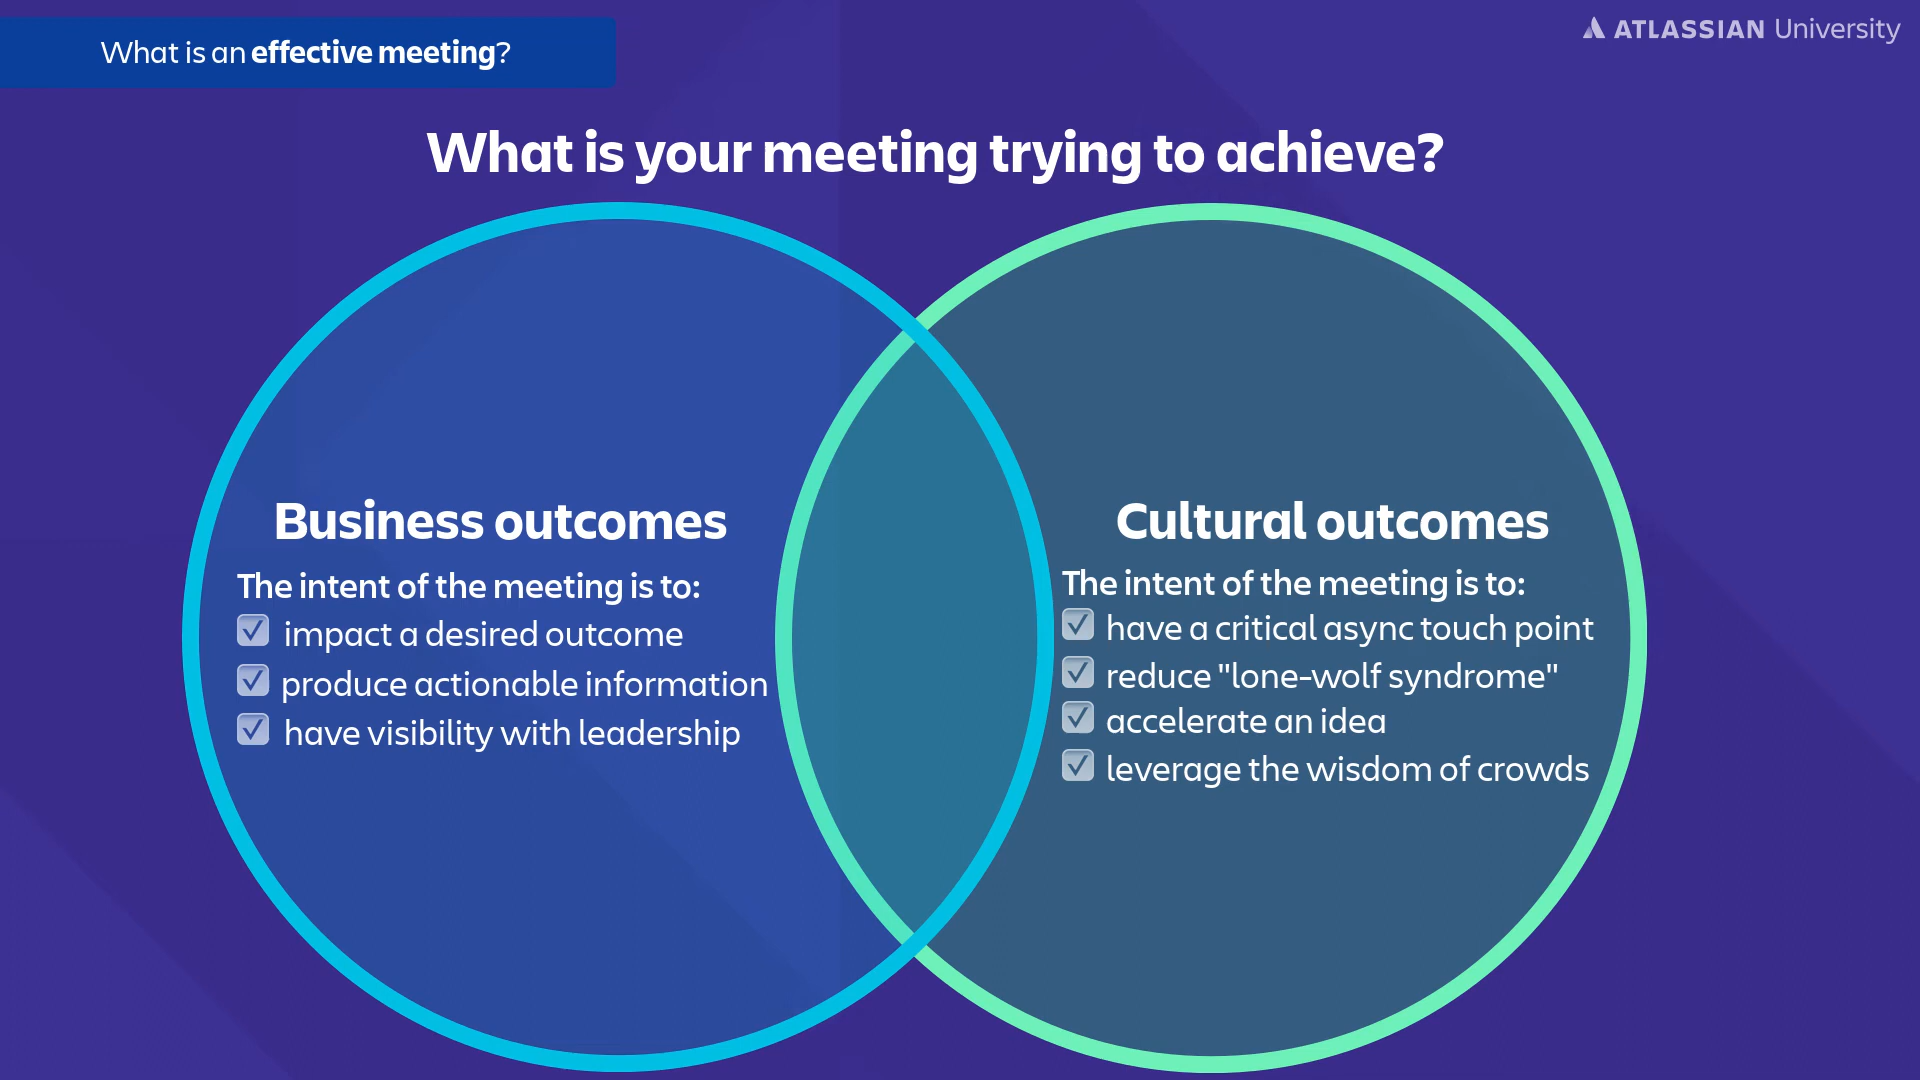 What is an effective meeting?
ATLASSIAN University
What is your meeting trying to achieve?
Business outcomes
The intent of the meeting is to:
impact a desired outcome
produce actionable information
have visibility with leadership
Cultural outcomes
The intent of the meeting is to:
have a critical async touch point
reduce "lone-wolf syndrome"
accelerate an idea
leverage the wisdom of crowds